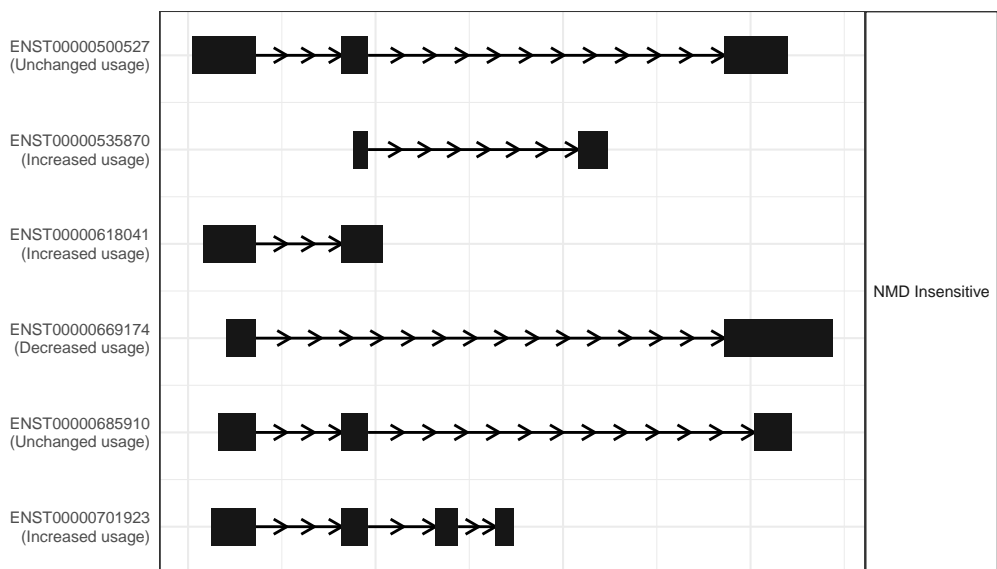 ENST00000500527
(Unchanged usage)
ENST00000535870
(Increased usage)
ENST00000618041
(Increased usage)
NMD Insensitive
ENST00000669174
(Decreased usage)
ENST00000685910
(Unchanged usage)
ENST00000701923
(Increased usage)